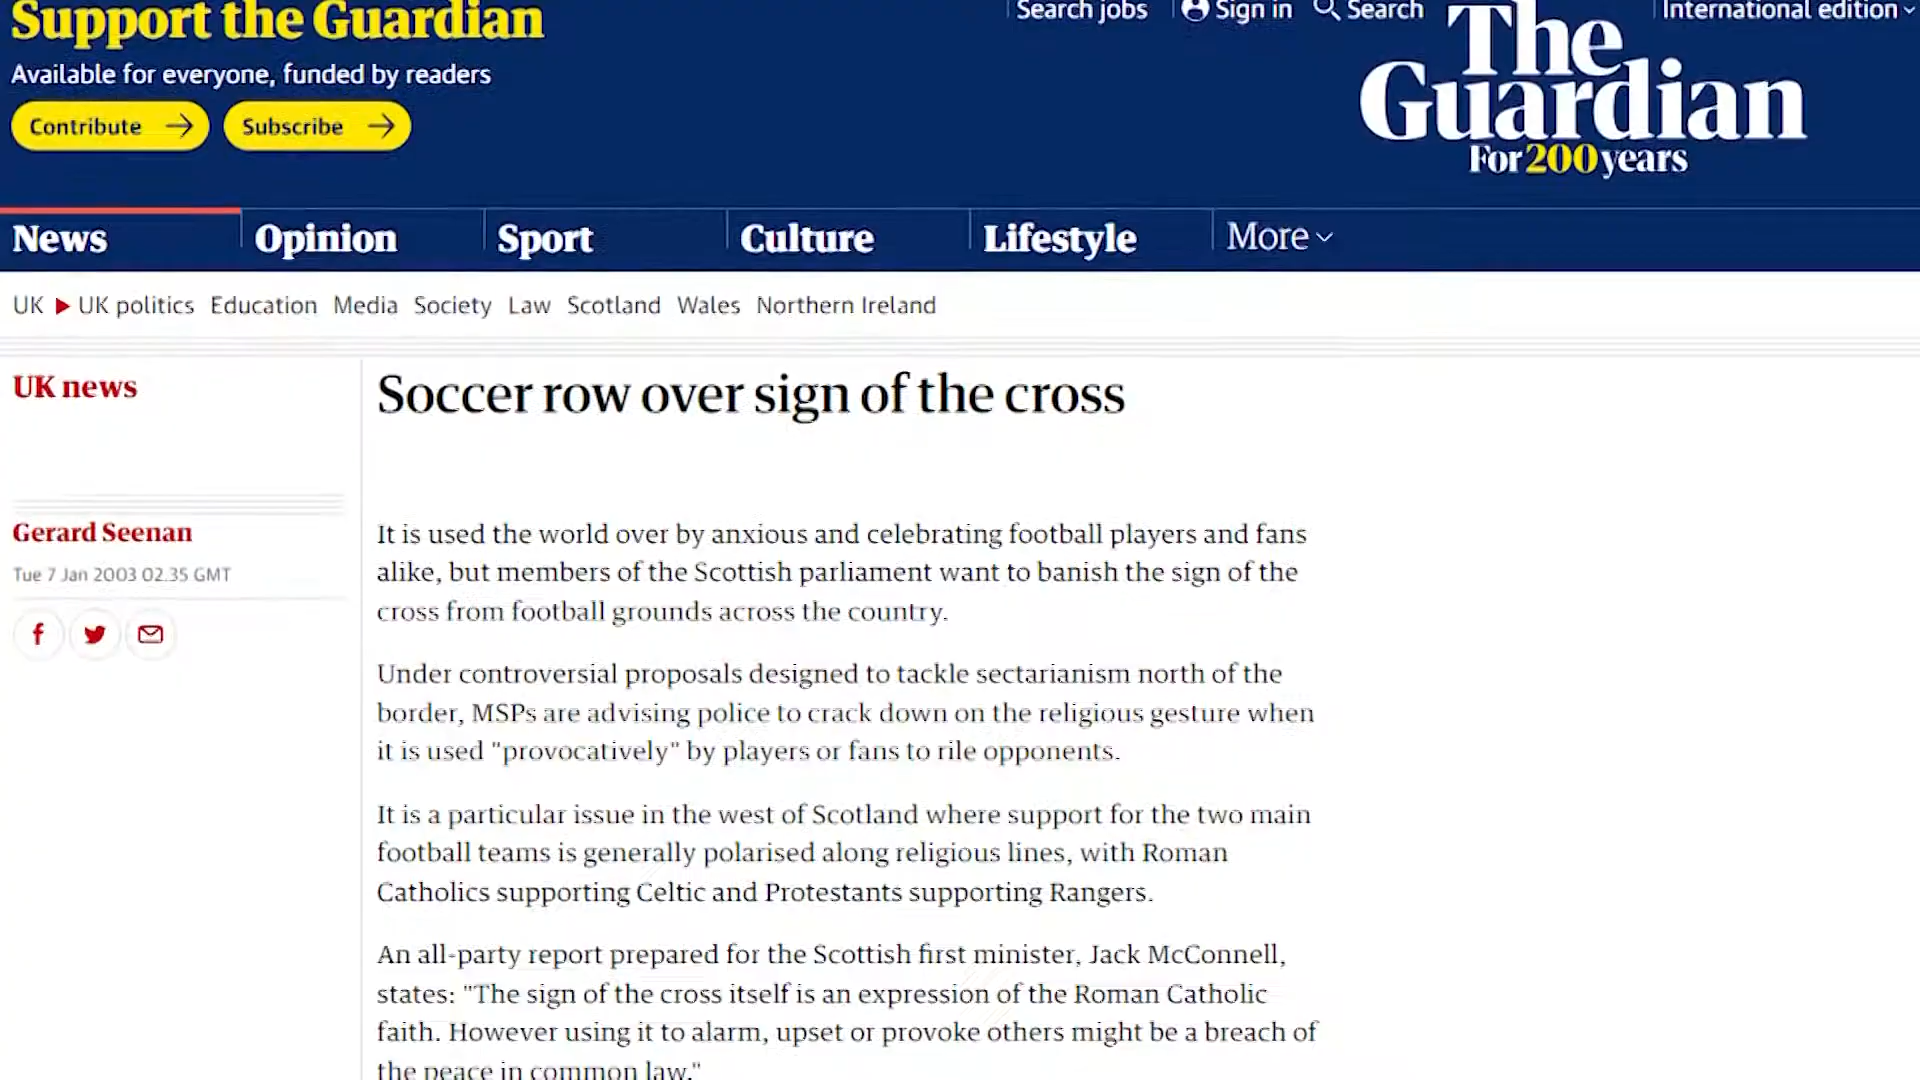 Support the Guardian
Available for everyone, funded by readers
Contribute
Subscribe
Search jobs
Sign in
Search
International edition
The
Guardian
For 200 years
News
Opinion
Sport
Culture
Lifestyle
More
UK UK politics Education Media Society Law Scotland Wales Northern Ireland
UK news
Soccer row over sign of the cross
Gerard Seenan
Tue 7 Jan 2003 02.35 GMT
It is used the world over by anxious and celebrating football players and fans
alike, but members of the Scottish parliament want to banish the sign of the
cross from football grounds across the country.
Under controversial proposals designed to tackle sectarianism north of the
border, MSPs are advising police to crack down on the religious gesture when
it is used "provocatively" by players or fans to rile opponents.
It is a particular issue in the west of Scotland where support for the two main
football teams is generally polarised along religious lines, with Roman
Catholics supporting Celtic and Protestants supporting Rangers.
An all-party report prepared for the Scottish first minister, Jack McConnell,
states: "The sign of the cross itself is an expression of the Roman Catholic
faith. However using it to alarm, upset or provoke others might be a breach of
the peace in common law."